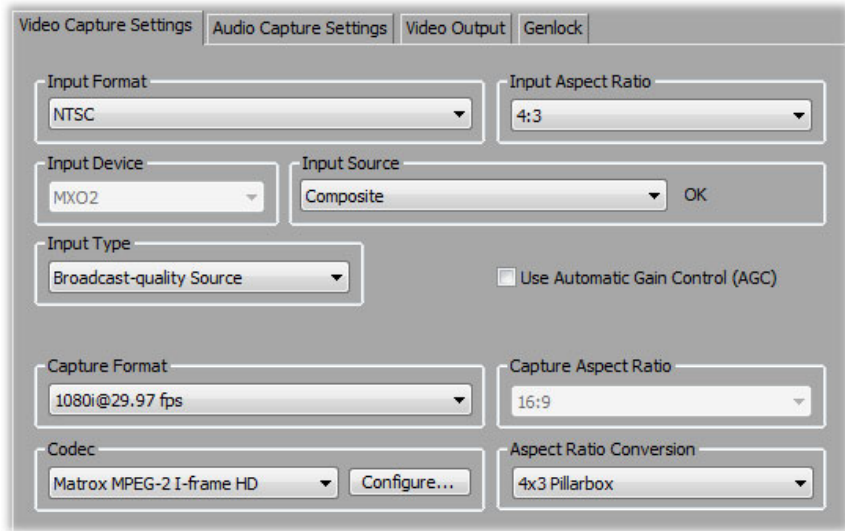 Video Capture Settings Audio Capture Settings Video Output Genlock
Input Format Input Aspect Ratio
NTSC 4:3
Input Device Input Source
MXO2 Composite OK
Input Type
Broadcast-quality Source Use Automatic Gain Control (AGC)
Capture Format Capture Aspect Ratio
1080i@29.97 fps 16:9
Codec Aspect Ratio Conversion
Matrox MPEG-2 I-frame HD Configure... 4x3 Pillarbox